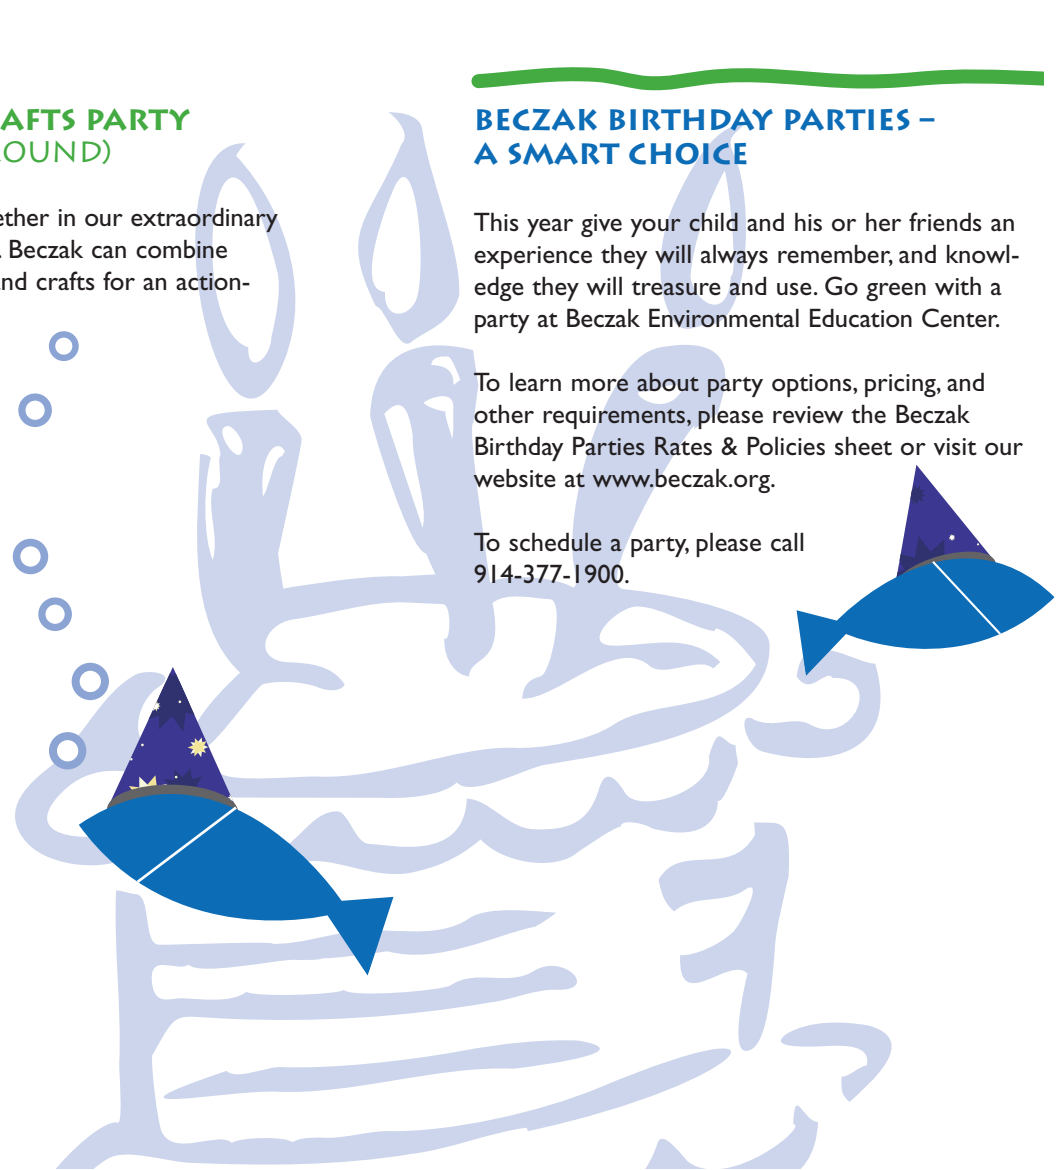 AFTS PARTY
OUND)
ether in our extraordinary
. Beczak can combine
nd crafts for an action-
BECZAK BIRTHDAY PARTIES –
A SMART CHOICE
This year give your child and his or her friends an
experience they will always remember, and knowl-
edge they will treasure and use. Go green with a
party at Beczak Environmental Education Center.
To learn more about party options, pricing, and
other requirements, please review the Beczak
Birthday Parties Rates & Policies sheet or visit our
website at www.beczak.org.
To schedule a party, please call
914-377-1900.